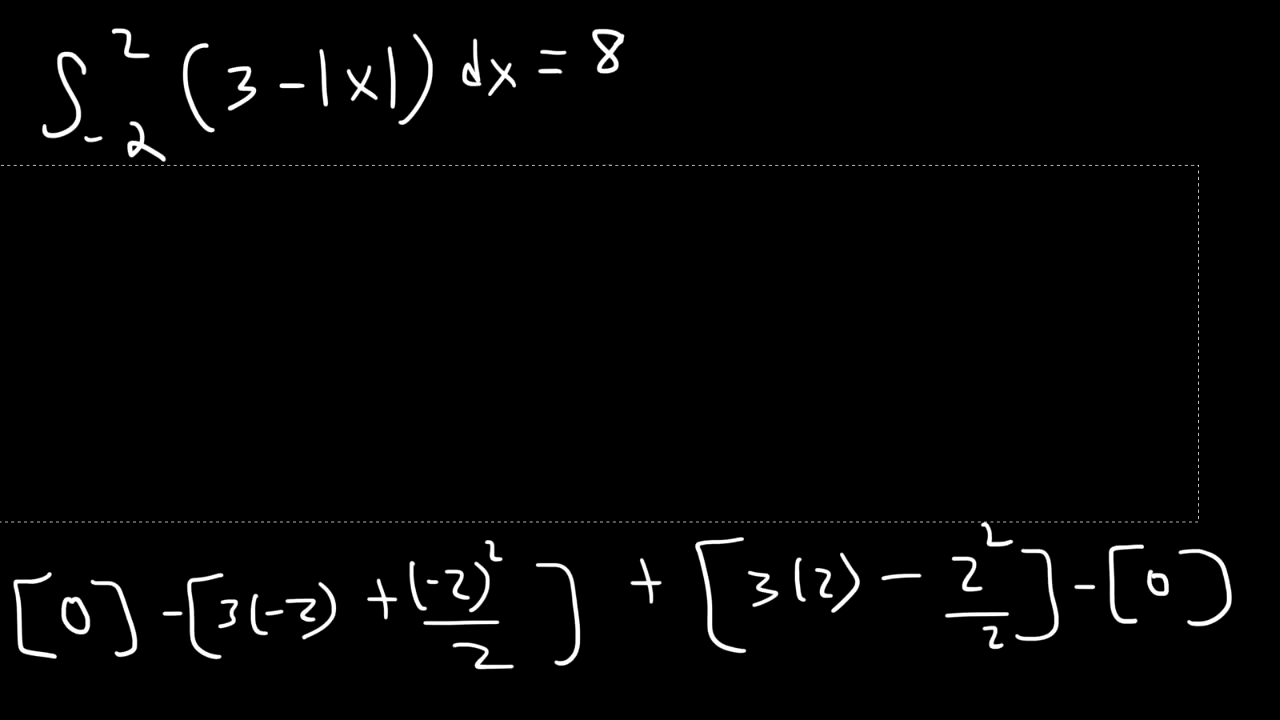 ∫₋₂² (3 - |x|) dx = 8
[0] - [3(-2) + (-2)²/2] + [3(2) - 2²/2] - [0]